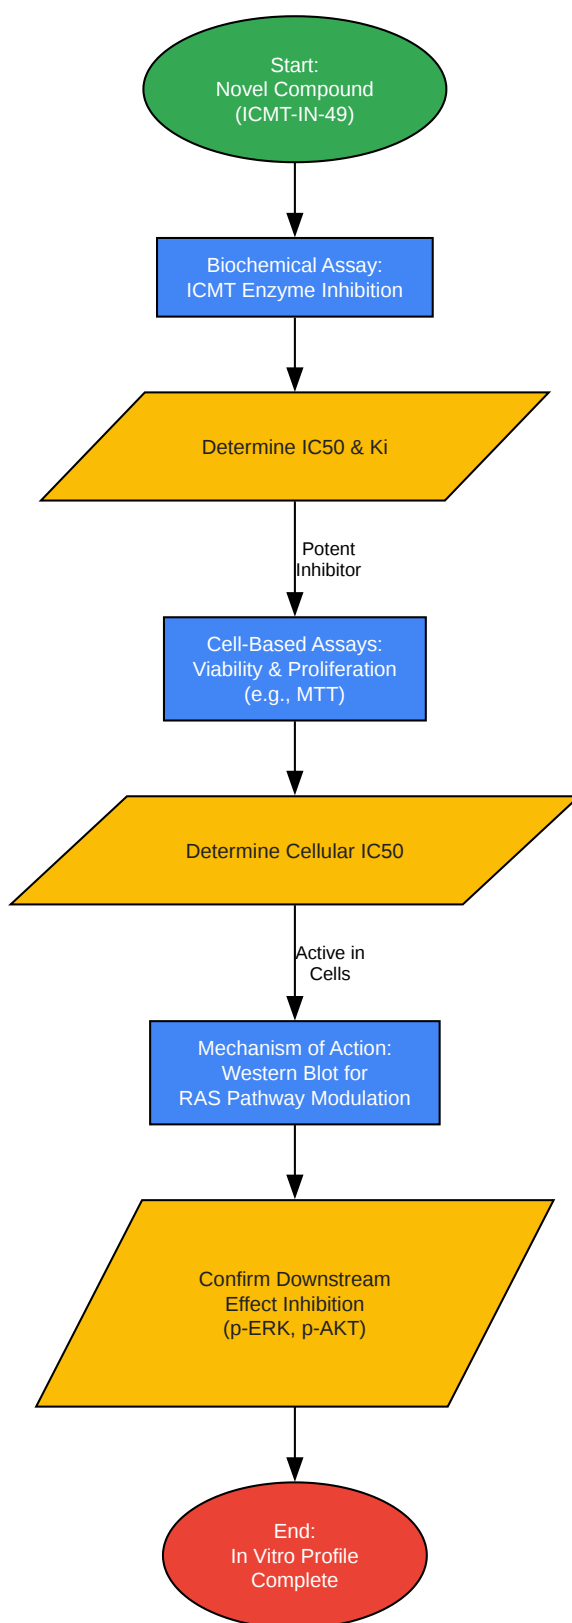 Start:
Novel Compound
(ICMT-IN-49)
Biochemical Assay:
ICMT Enzyme Inhibition
Determine IC50 & Ki
Potent
Inhibitor
Cell-Based Assays:
Viability & Proliferation
(e.g., MTT)
Determine Cellular IC50
Active in
Cells
Mechanism of Action:
Western Blot for
RAS Pathway Modulation
Confirm Downstream
Effect Inhibition
(p-ERK, p-AKT)
End:
In Vitro Profile
Complete